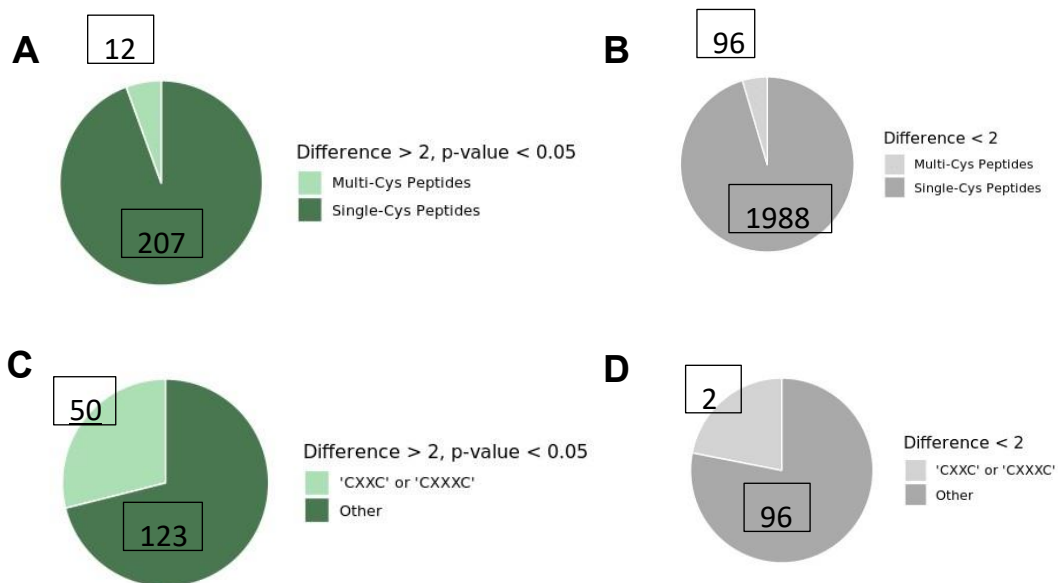 A
12
Difference > 2, p-value < 0.05
Multi-Cys Peptides
Single-Cys Peptides
207
B
96
Difference < 2
Multi-Cys Peptides
Single-Cys Peptides
1988
C
50
Difference > 2, p-value < 0.05
'CXXC' or 'CXXXC'
Other
123
D
2
Difference < 2
'CXXC' or 'CXXXC'
Other
96